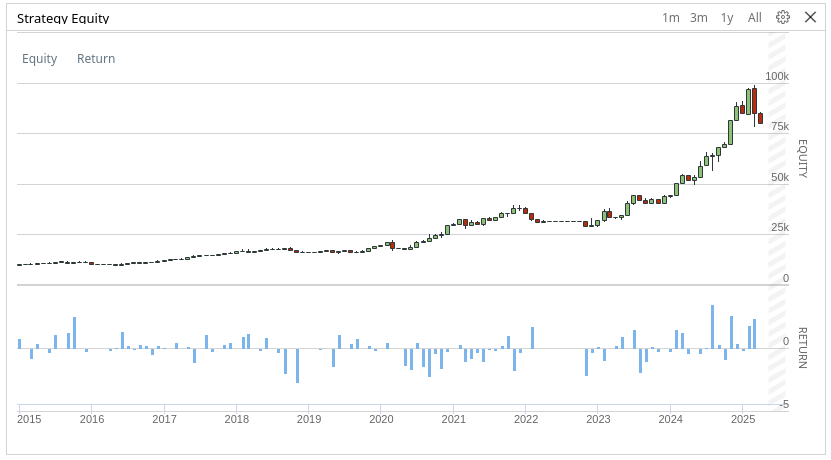 Strategy Equity 1m 3m 1y All
Equity Return
100k
75k
50k
25k
0
EQUITY
0
-5
RETURN
2015 2016 2017 2018 2019 2020 2021 2022 2023 2024 2025